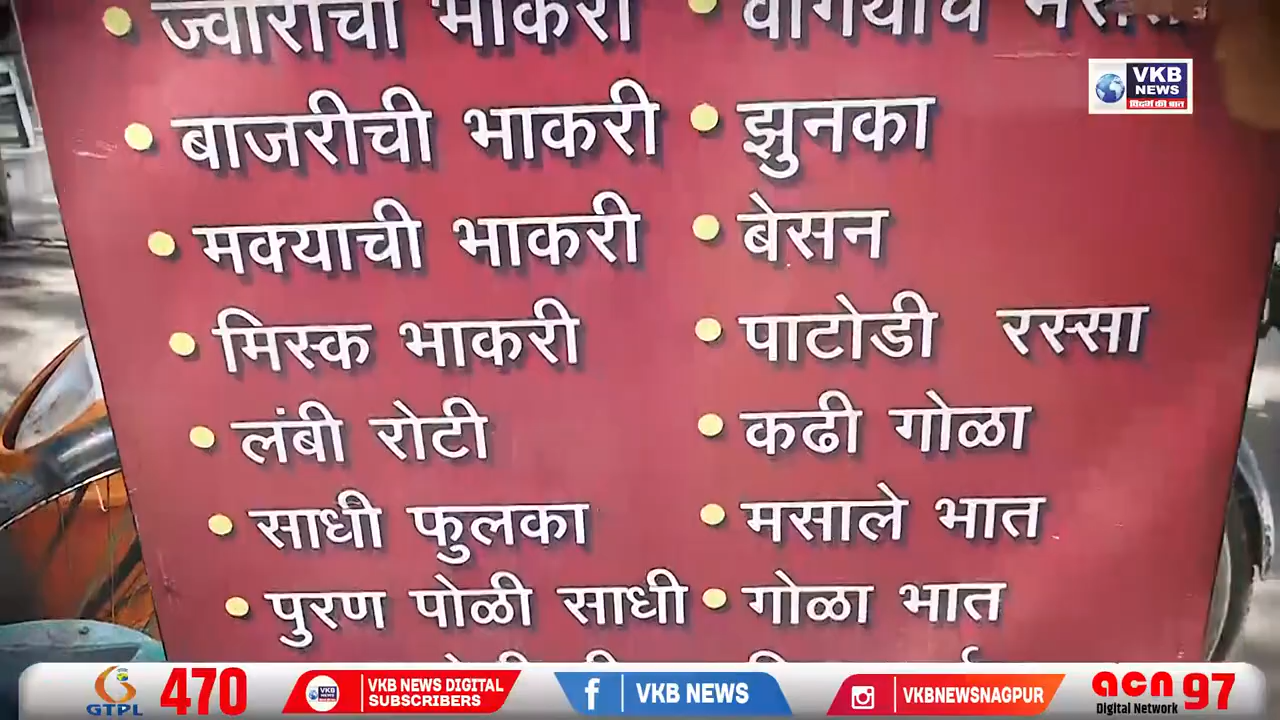 ज्वारीची भाकरी
बाजरीची भाकरी
मक्याची भाकरी
मिस्क भाकरी
लंबी रोटी
साधी फुलका
पुरण पोळी साधी
झुनका
बेसन
पाटोडी रस्सा
कढी गोळा
मसाले भात
गोळा भात
VKB
NEWS
विदर्भ की बात
GTPL
470
VKB NEWS DIGITAL
SUBSCRIBERS
VKB NEWS
VKBNEWSNAGPUR
acn 97
Digital Network